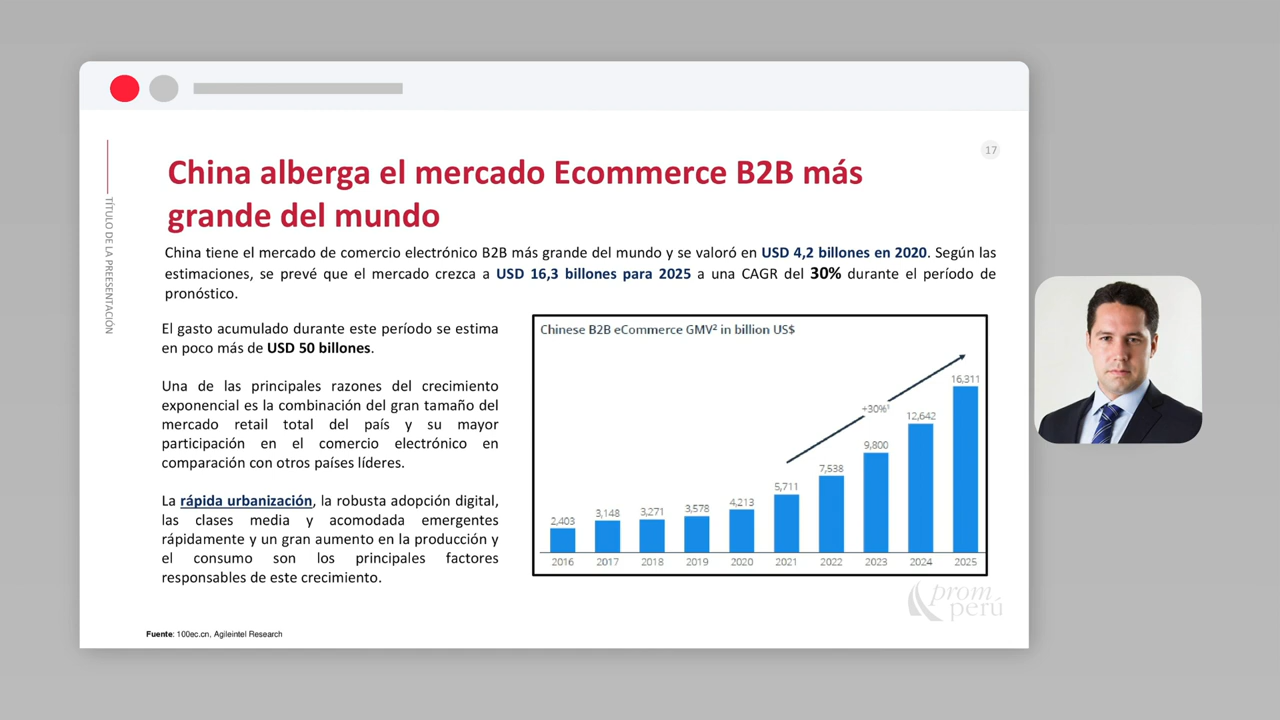 17
TÍTULO DE LA PREESENTACIÓN
China alberga el mercado Ecommerce B2B más
grande del mundo
China tiene el mercado de comercio electrónico B2B más grande del mundo y se valoró en USD 4,2 billones en 2020. Según las
estimaciones, se prevé que el mercado crezca a USD 16,3 billones para 2025 a una CAGR del 30% durante el período de
pronóstico.
El gasto acumulado durante este período se estima
en poco más de USD 50 billones.
Una de las principales razones del crecimiento
exponencial es la combinación del gran tamaño del
mercado retail total del país y su mayor
participación en el comercio electrónico en
comparación con otros países líderes.
La rápida urbanización, la robusta adopción digital,
las clases media y acomodada emergentes
rápidamente y un gran aumento en la producción y
el consumo son los principales factores
responsables de este crecimiento.
Chinese B2B eCommerce GMV² in billion US$
+30%¹
2,403 3,148 3,271 3,578 4,213 5,711 7,538 9,800 12,642 16,311
2016 2017 2018 2019 2020 2021 2022 2023 2024 2025
prom
perú
Fuente: 100ec.cn, Agileintel Research